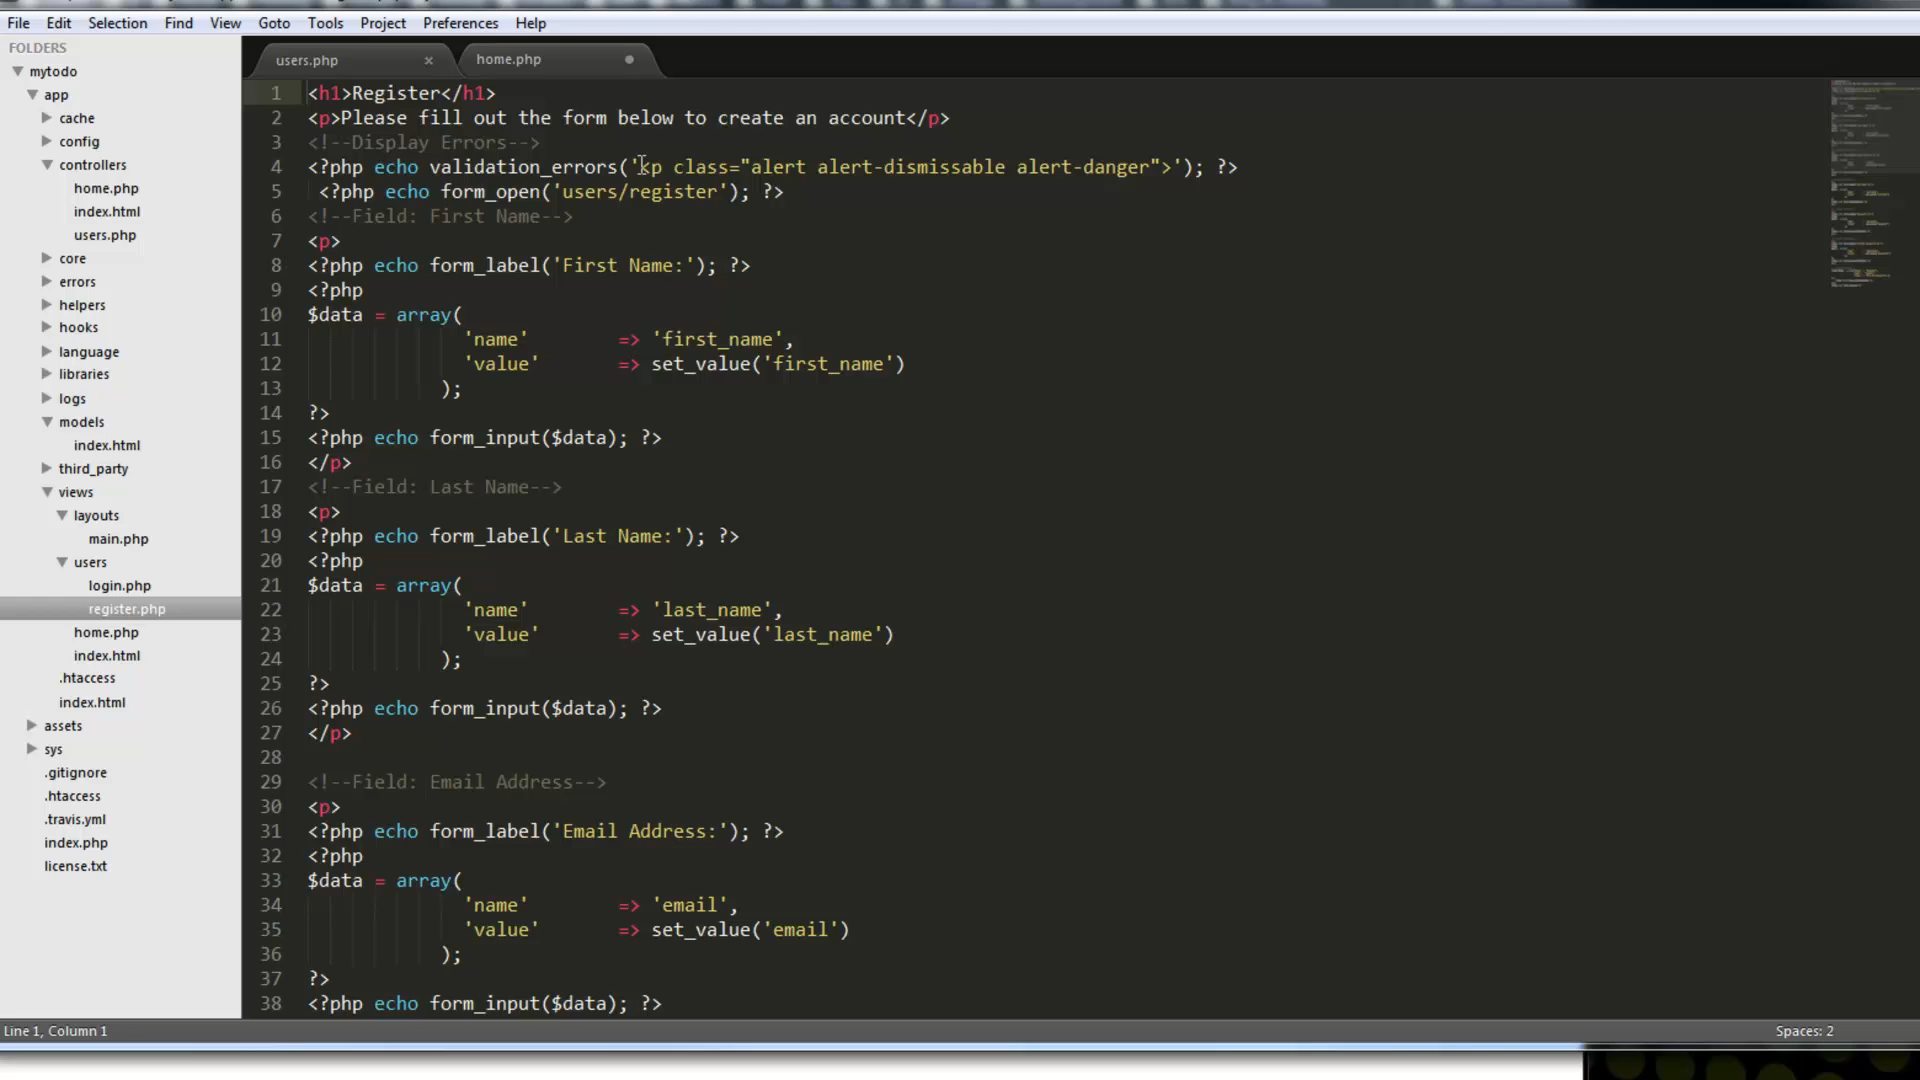 File Edit Selection Find View Goto Tools Project Preferences Help
FOLDERS
mytodo
app
cache
config
controllers
home.php
index.html
users.php
core
errors
helpers
hooks
language
libraries
logs
models
index.html
third_party
views
layouts
main.php
users
login.php
register.php
home.php
index.html
.htaccess
index.html
assets
sys
.gitignore
.htaccess
.travis.yml
index.php
license.txt
users.php × home.php
1 <h1>Register</h1>
2 <p>Please fill out the form below to create an account</p>
3 <!--Display Errors-->
4 <?php echo validation_errors('<p class="alert alert-dismissable alert-danger">'); ?>
5 <?php echo form_open('users/register'); ?>
6 <!--Field: First Name-->
7 <p>
8 <?php echo form_label('First Name:'); ?>
9 <?php
10 $data = array(
11 'name' => 'first_name',
12 'value' => set_value('first_name')
13 );
14 ?>
15 <?php echo form_input($data); ?>
16 </p>
17 <!--Field: Last Name-->
18 <p>
19 <?php echo form_label('Last Name:'); ?>
20 <?php
21 $data = array(
22 'name' => 'last_name',
23 'value' => set_value('last_name')
24 );
25 ?>
26 <?php echo form_input($data); ?>
27 </p>
28
29 <!--Field: Email Address-->
30 <p>
31 <?php echo form_label('Email Address:'); ?>
32 <?php
33 $data = array(
34 'name' => 'email',
35 'value' => set_value('email')
36 );
37 ?>
38 <?php echo form_input($data); ?>
Line 1, Column 1 Spaces: 2